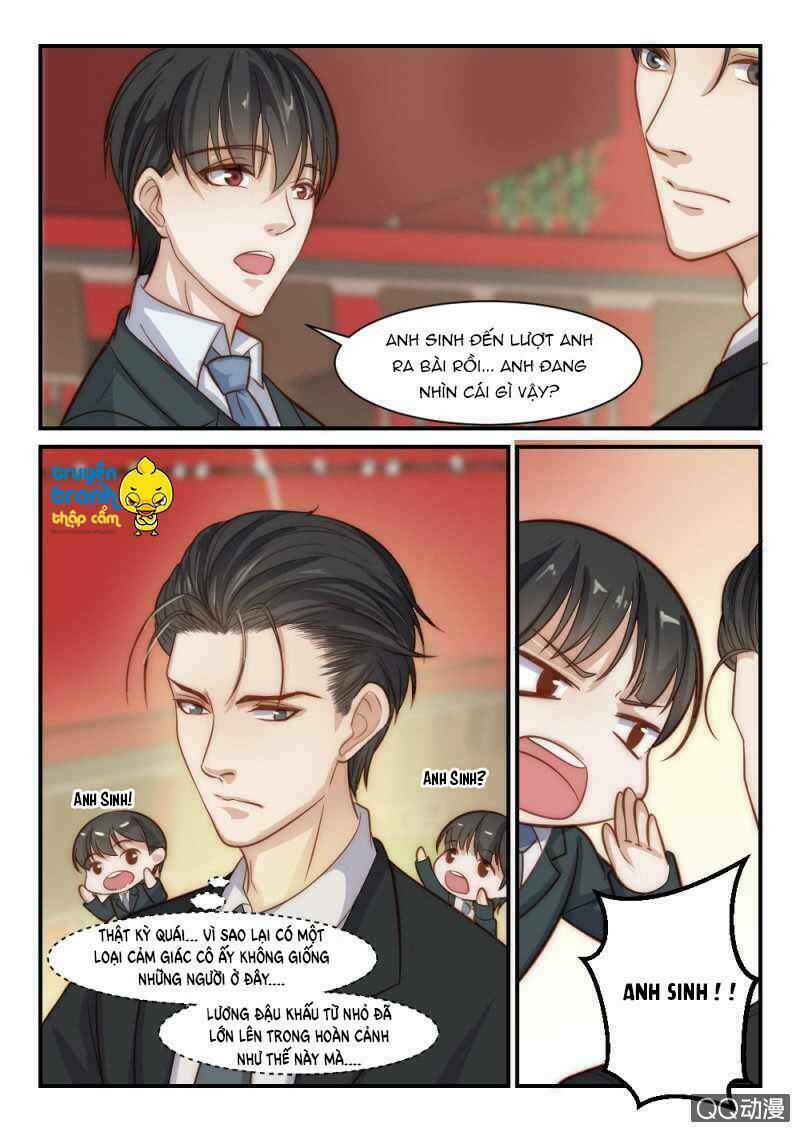 ANH SINH ĐẾN LƯỢT ANH
RA BÀI RỒI... ANH ĐANG
NHÌN CÁI GÌ VẬY?
truyện
tranh
thập cẩm
ANH SINH!
ANH SINH?
THẬT KỲ QUÁI... VÌ SAO LẠI CÓ MỘT
LOẠI CẢM GIÁC CÔ ẤY KHÔNG GIỐNG
NHỮNG NGƯỜI Ở ĐÂY....
LƯƠNG ĐẬU KHẤU TỪ NHỎ ĐÃ
LỚN LÊN TRONG HOÀN CẢNH
NHƯ THẾ NÀY MÀ....
ANH SINH!!
QQ动漫